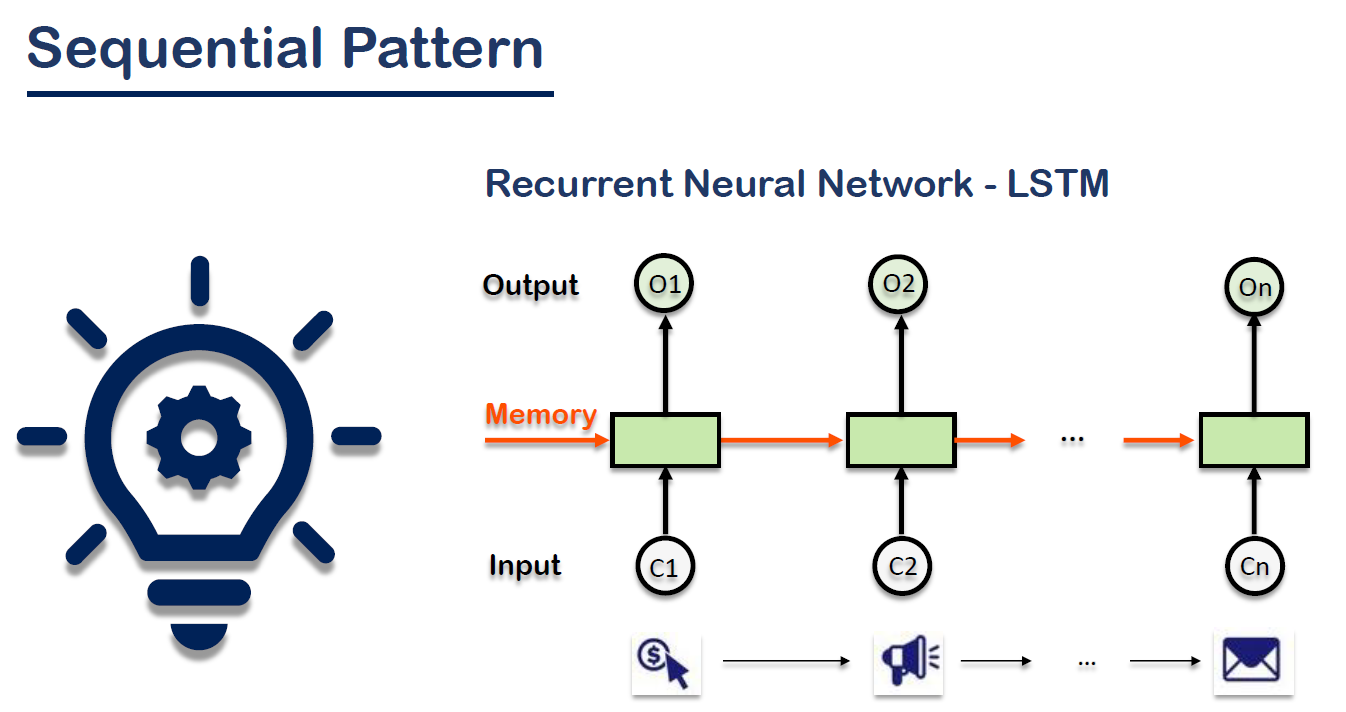 Sequential Pattern
Recurrent Neural Network - LSTM
Output O1 O2 On
Memory ...
Input C1 C2 Cn
$ ...